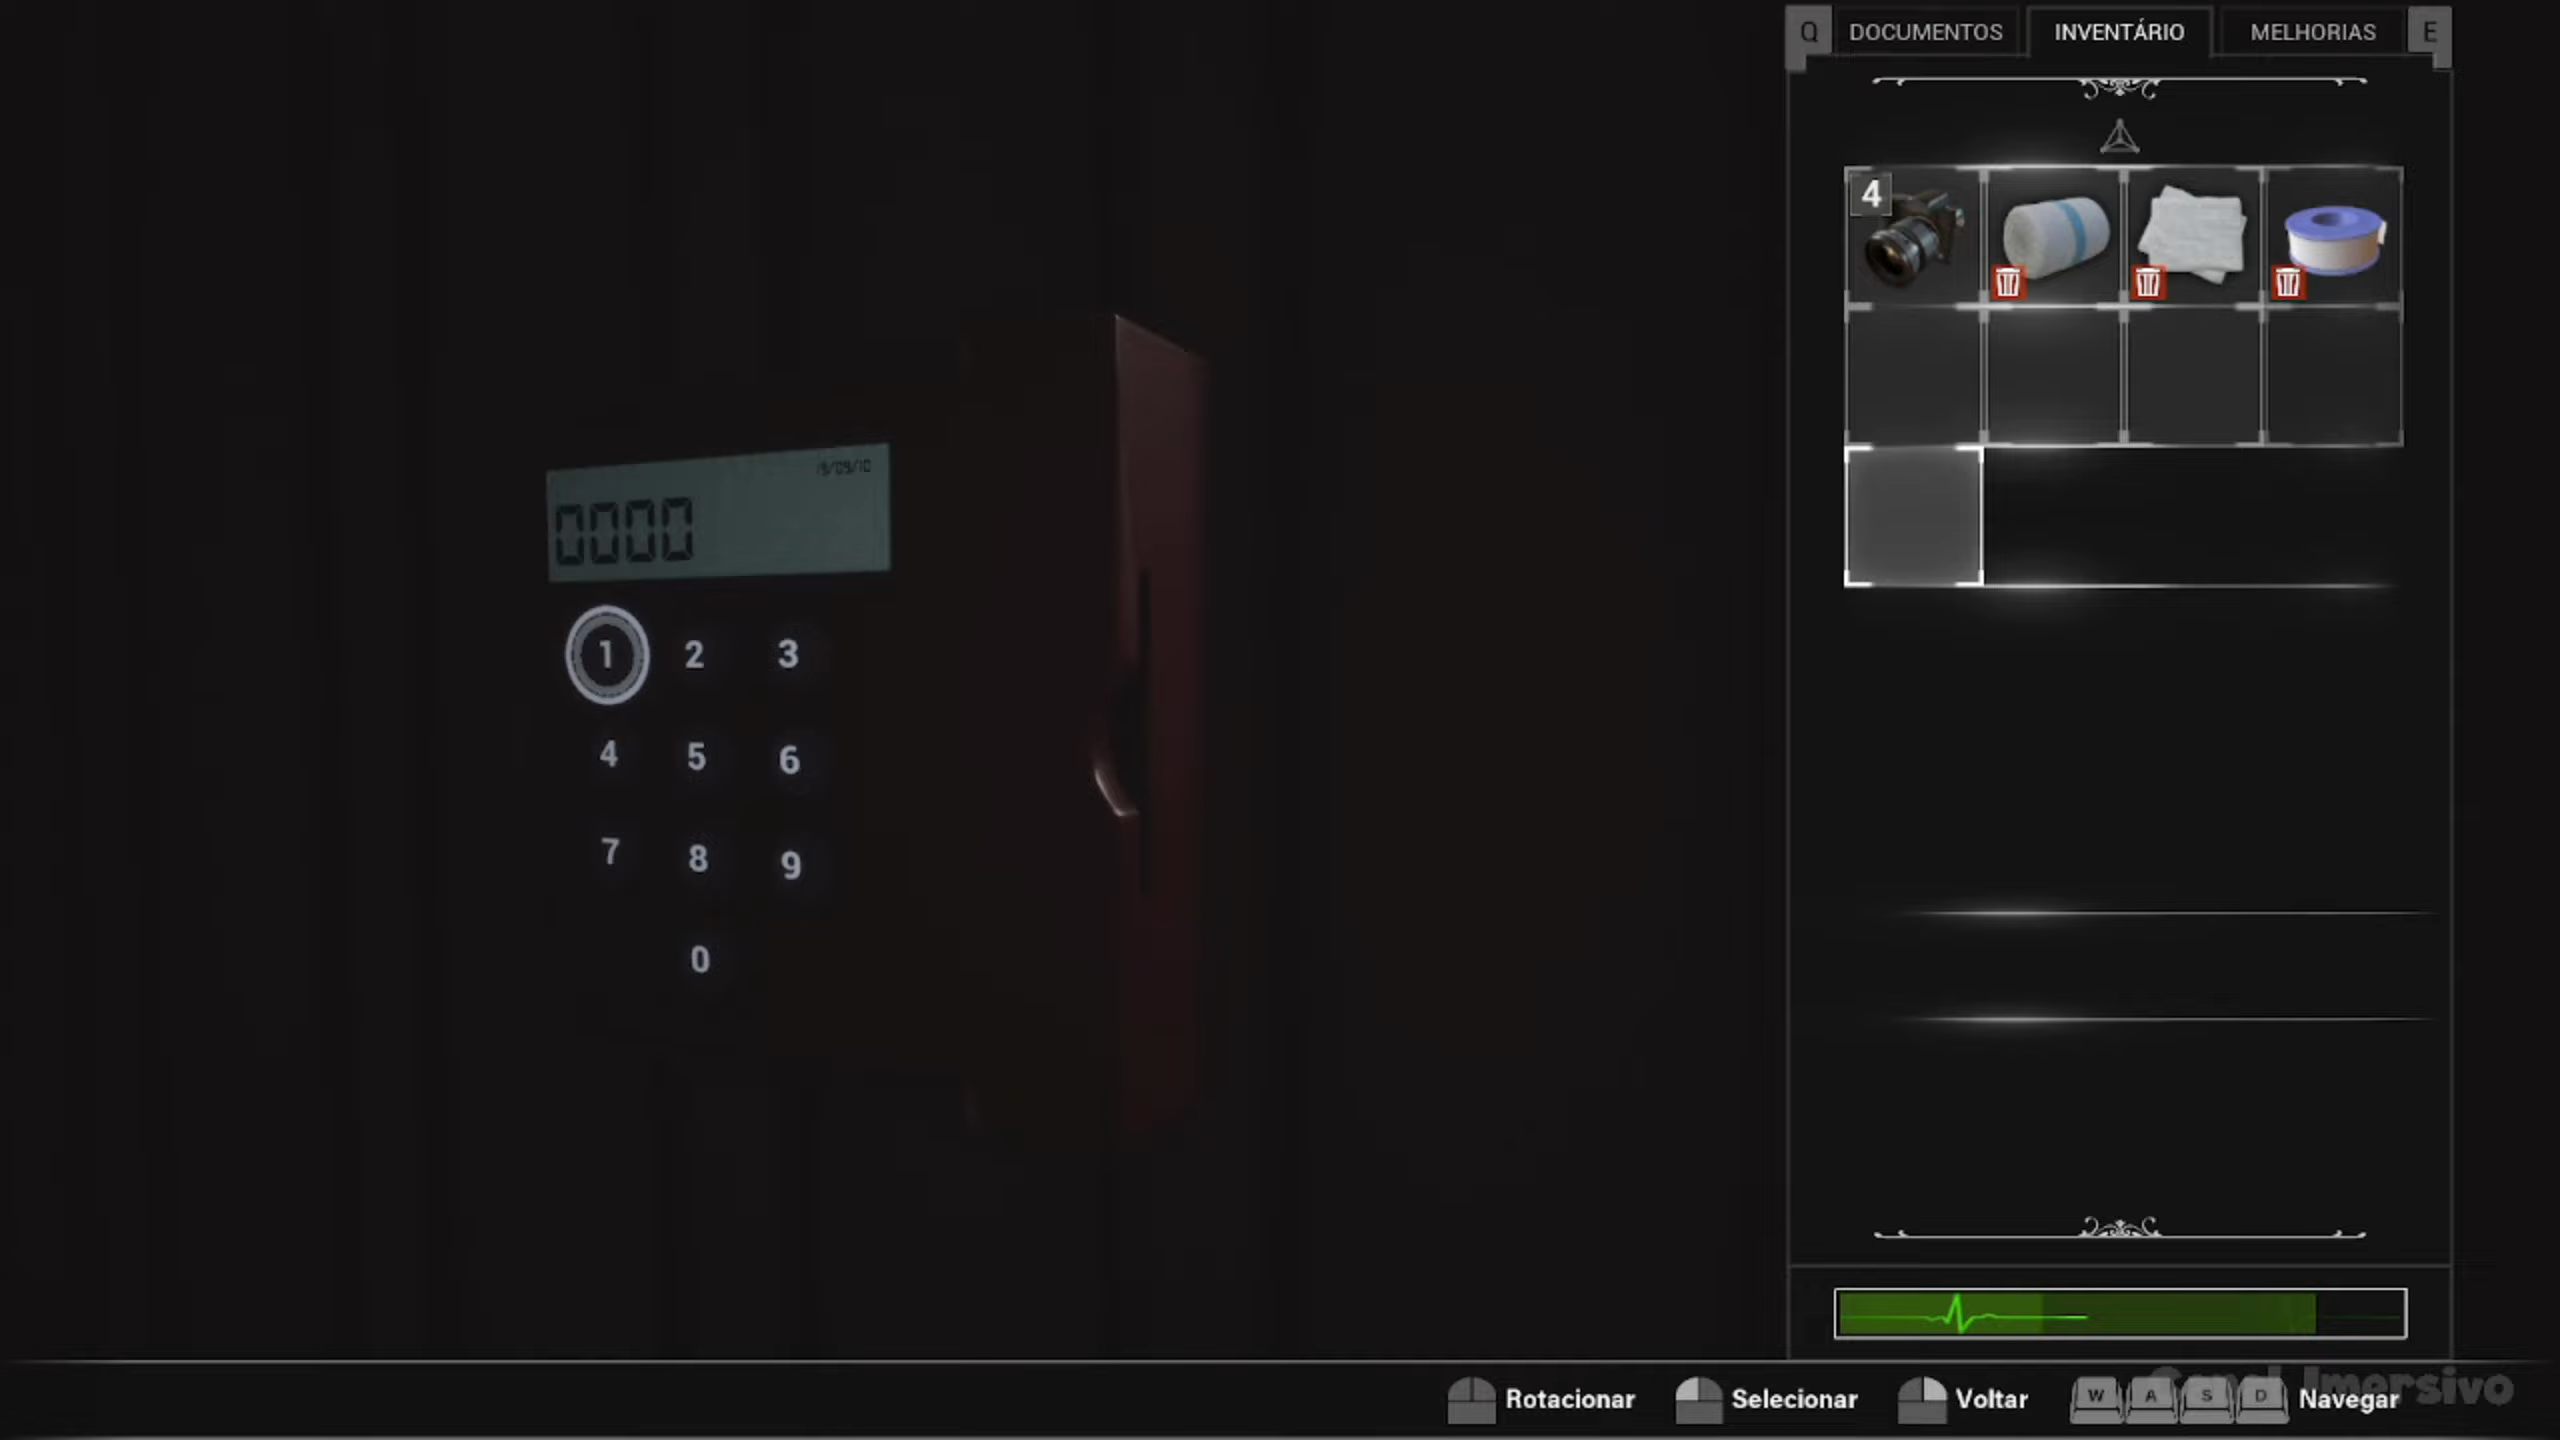 Q DOCUMENTOS INVENTÁRIO MELHORIAS E
4
0000
1 2 3
4 5 6
7 8 9
0
Rotacionar Selecionar Voltar W A S D Navegar